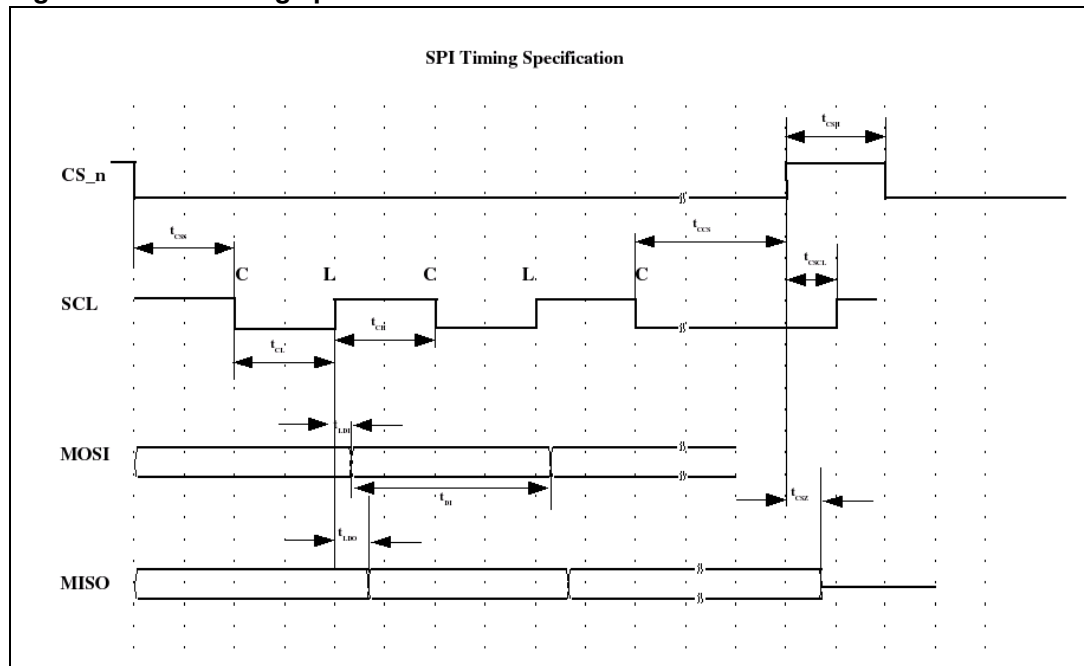 SPI Timing Specification
t_CSH
CS_n
t_CSS
t_CCS
t_CSCL
C L C L C
SCL
t_CH
t_CL
t_LDI
MOSI
t_DI
t_CSZ
t_LDO
MISO